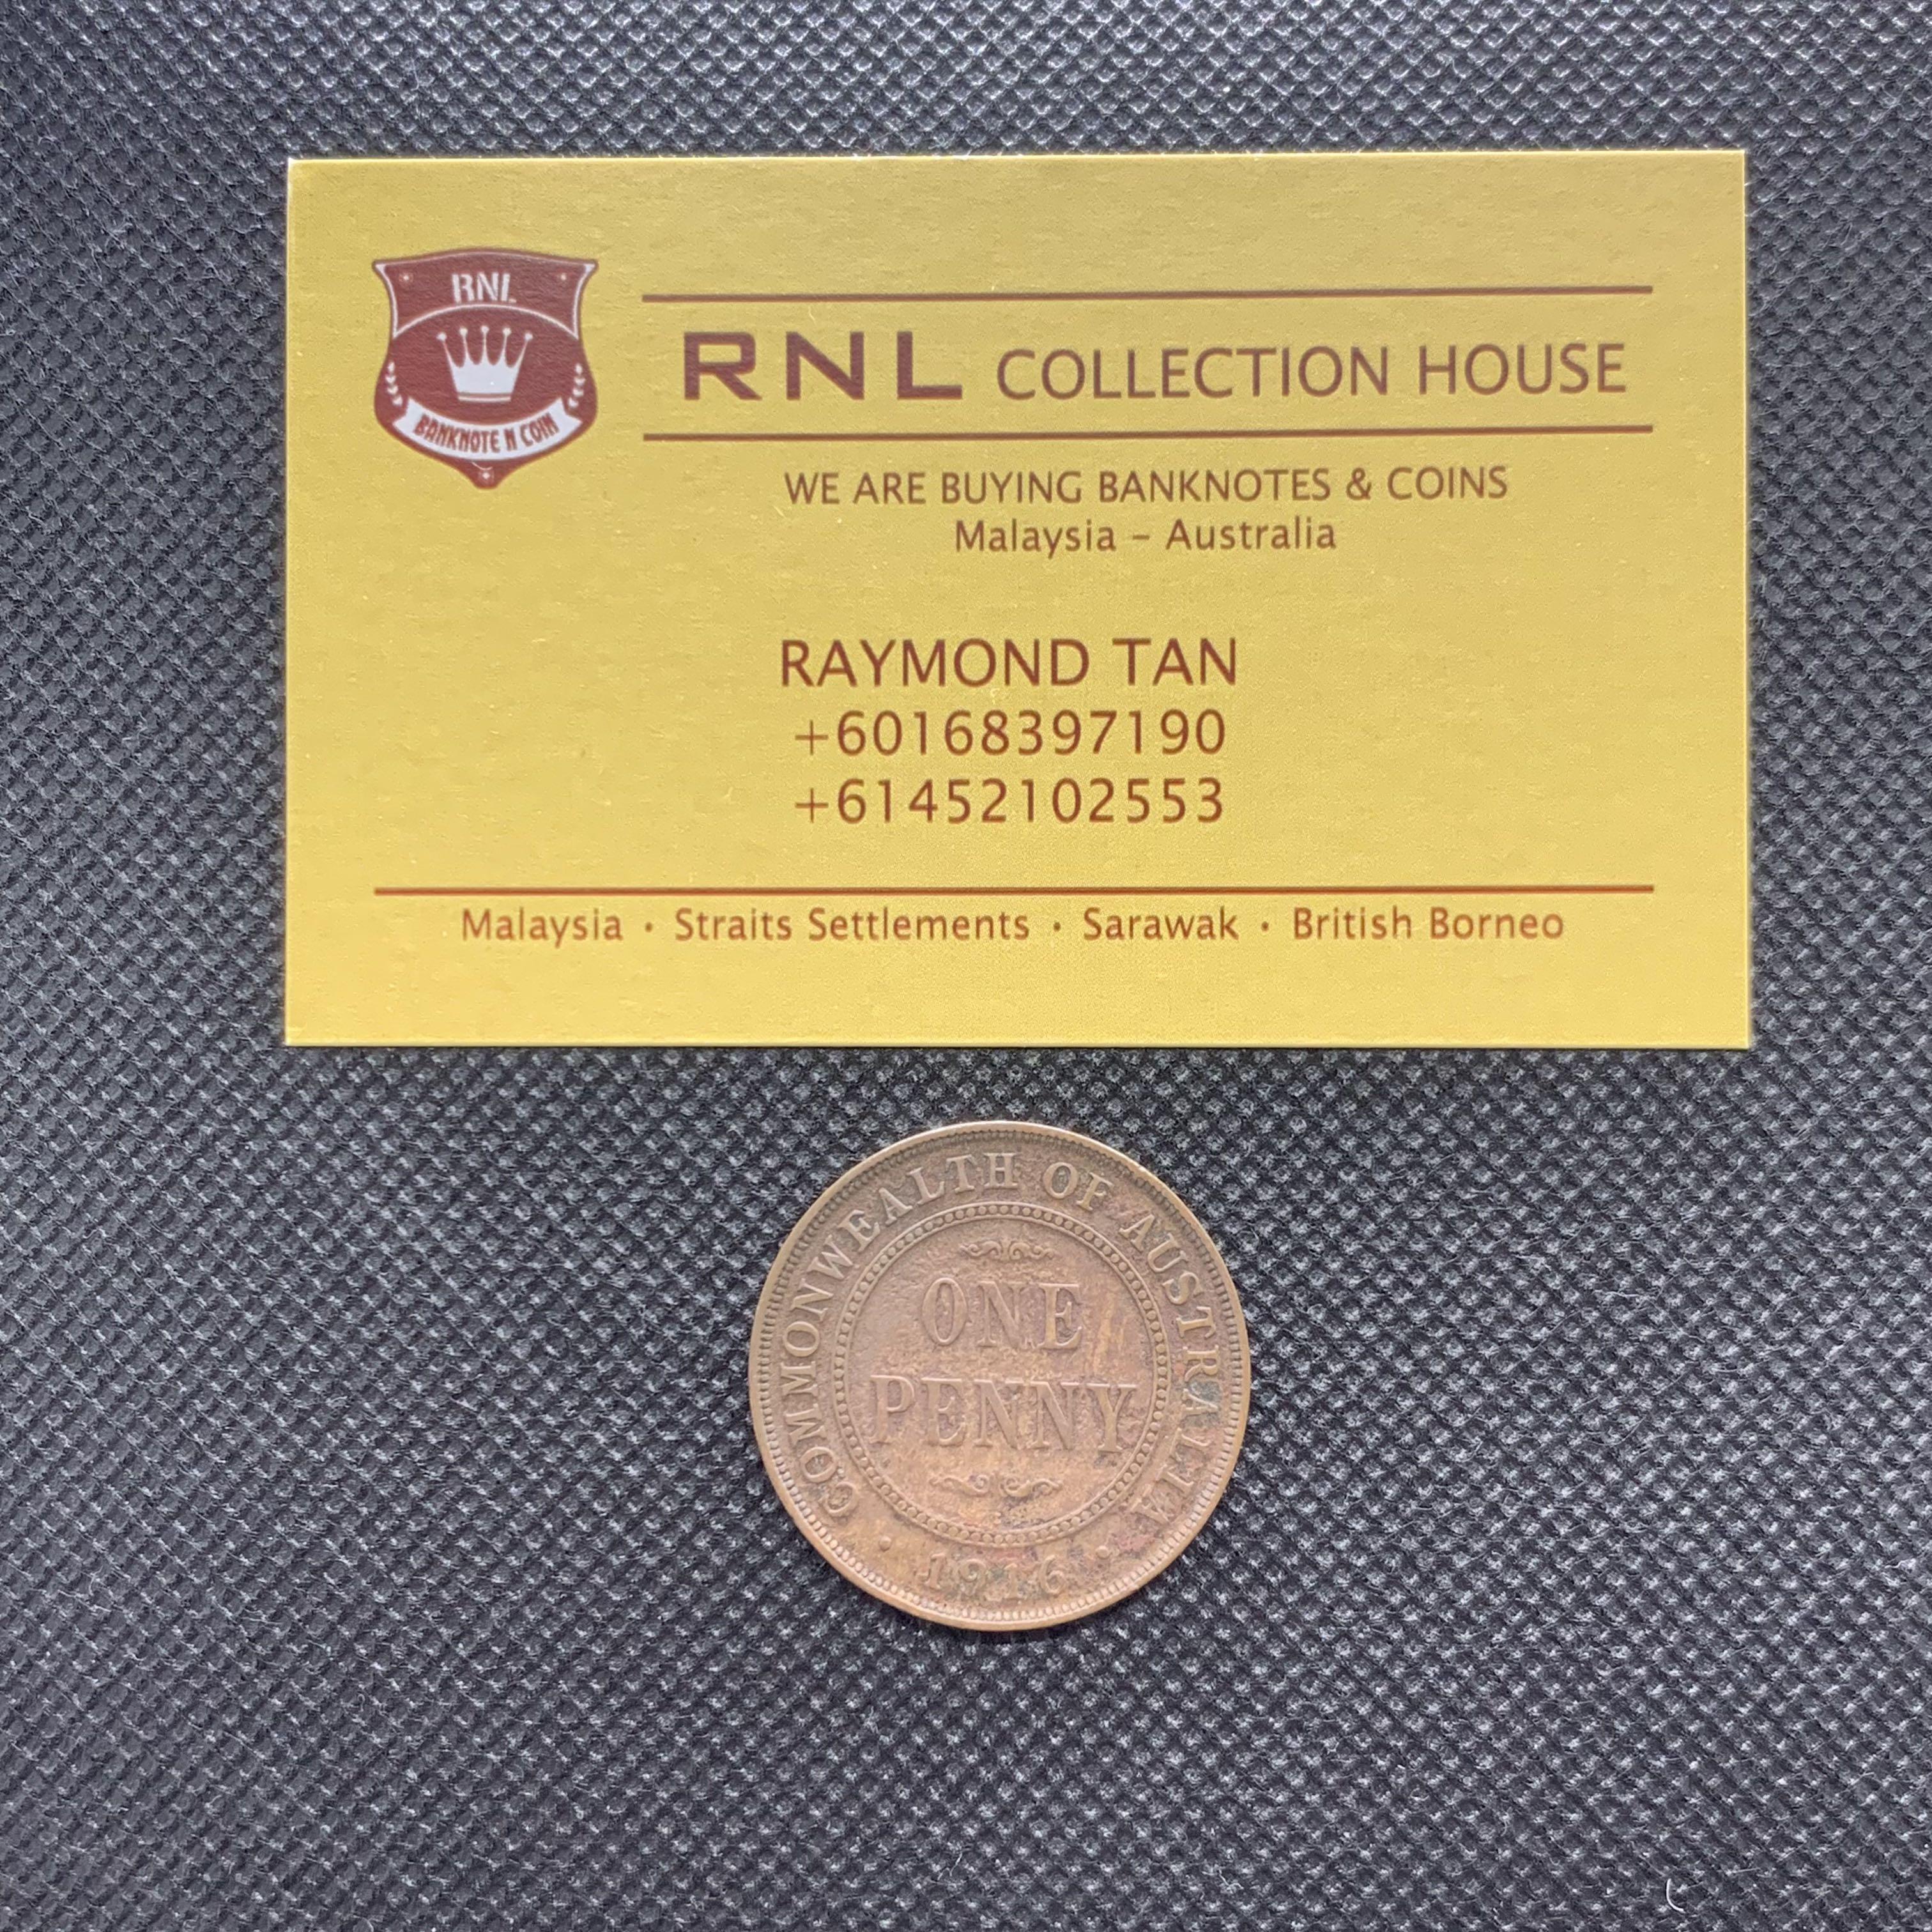 RNL
BANKNOTE N COIN
RNL COLLECTION HOUSE
WE ARE BUYING BANKNOTES & COINS
Malaysia – Australia
RAYMOND TAN
+60168397190
+61452102553
Malaysia • Straits Settlements • Sarawak • British Borneo
COMMONWEALTH OF AUSTRALIA
ONE
PENNY
· 1916 ·